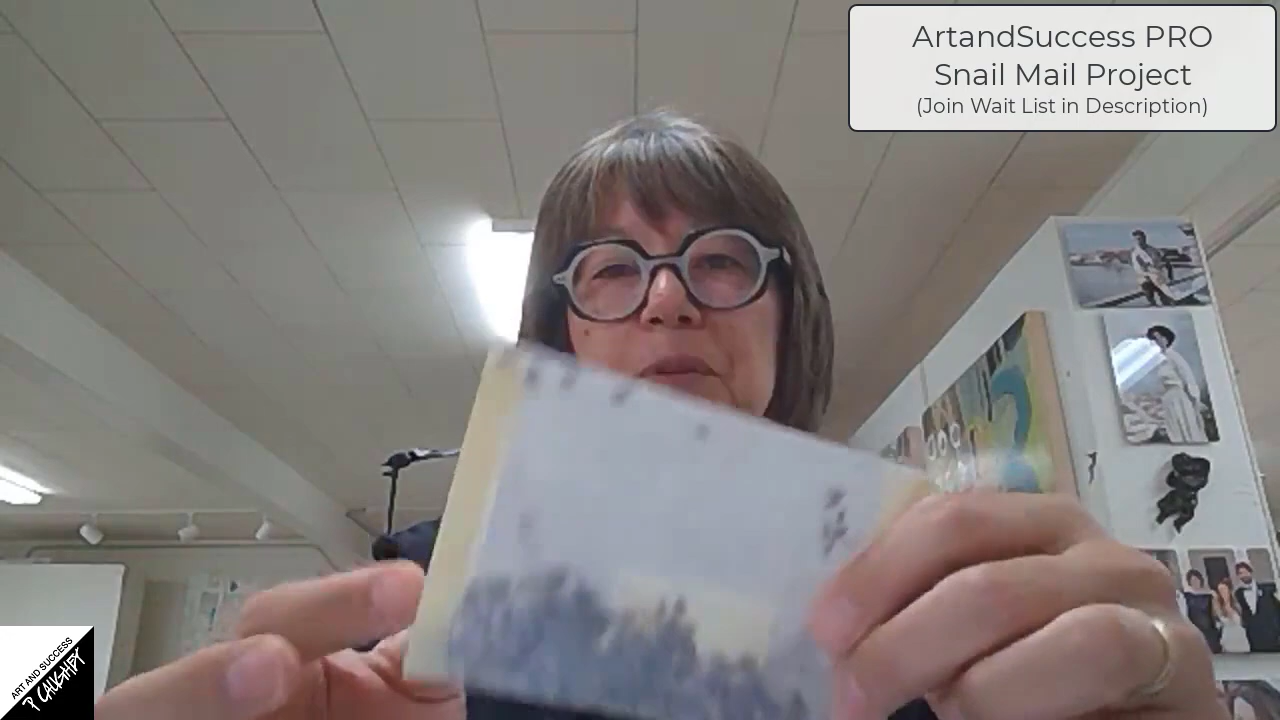 ArtandSuccess PRO
Snail Mail Project
(Join Wait List in Description)
ART AND SUCCESS